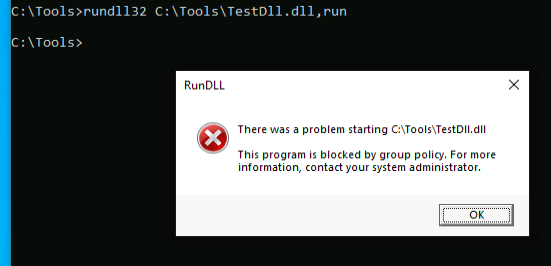 C:\Tools>rundll32 C:\Tools\TestDll.dll,run
C:\Tools>
RunDLL
There was a problem starting C:\Tools\TestDll.dll
This program is blocked by group policy. For more
information, contact your system administrator.
OK